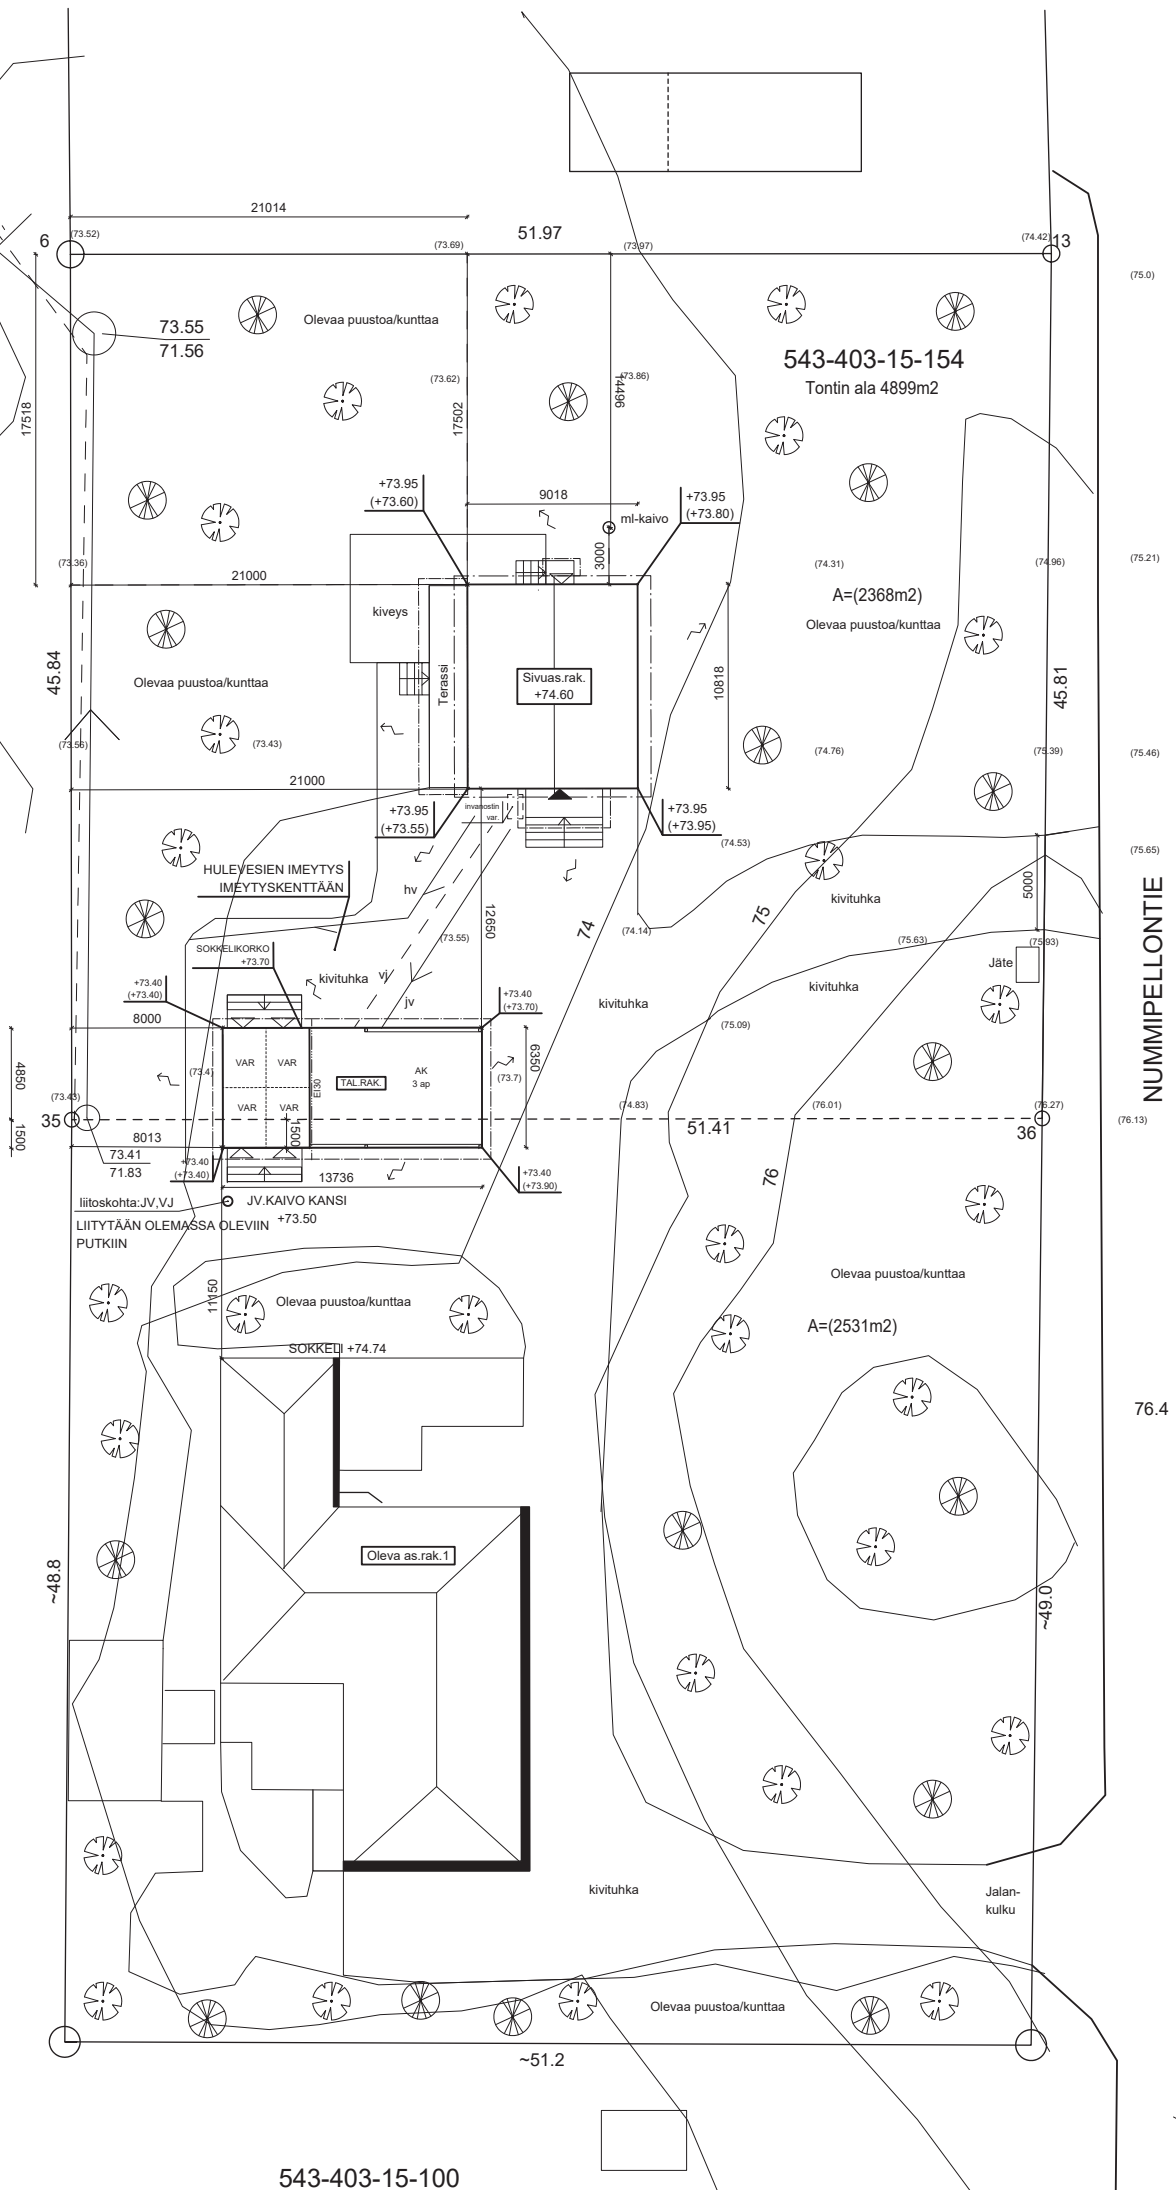 21014
6
(73.52)
(73.69)
51.97
(73.97)
(74.42)
13
(75.0)
73.55
71.56
Olevaa puustoa/kunttaa
543-403-15-154
Tontin ala 4899m2
17518
(73.62)
17502
14496
(73.86)
+73.95
(+73.60)
9018
+73.95
(+73.80)
ml-kaivo
3000
(73.36)
21000
(74.31)
(74.96)
(75.21)
A=(2368m2)
Olevaa puustoa/kunttaa
kiveys
Terassi
Sivuas.rak.
+74.60
10818
45.84
Olevaa puustoa/kunttaa
45.81
(73.56)
(73.43)
(74.76)
(75.39)
(75.46)
21000
+73.95
(+73.55)
invanostin
var.
+73.95
(+73.95)
(74.53)
(75.65)
HULEVESIEN IMEYTYS
IMEYTYSKENTTÄÄN
hv
5000
kivituhka
12650
74
75
(74.14)
(73.55)
(75.63)
(75.93)
SOKKELIKORKO
+73.70
vj
kivituhka
jv
Jäte
+73.40
(+73.40)
+73.40
(+73.70)
kivituhka
kivituhka
NUMMIPELLONTIE
8000
(75.09)
4850
VAR
VAR
(73.4)
EI30
TAL.RAK.
AK
3 ap
(73.7)
6350
(73.43)
VAR
VAR
(74.83)
(76.01)
(76.27)
(76.13)
35
51.41
36
1500
8013
1500
73.41
71.83
+73.40
(+73.40)
13736
+73.40
(+73.90)
76
liitoskohta:JV,VJ
JV.KAIVO KANSI
+73.50
LIITYTÄÄN OLEMASSA OLEVIIN
PUTKIIN
11150
Olevaa puustoa/kunttaa
Olevaa puustoa/kunttaa
A=(2531m2)
SOKKELI +74.74
76.4
Oleva as.rak.1
~48.8
~49.0
kivituhka
Jalan-
kulku
Olevaa puustoa/kunttaa
~51.2
543-403-15-100